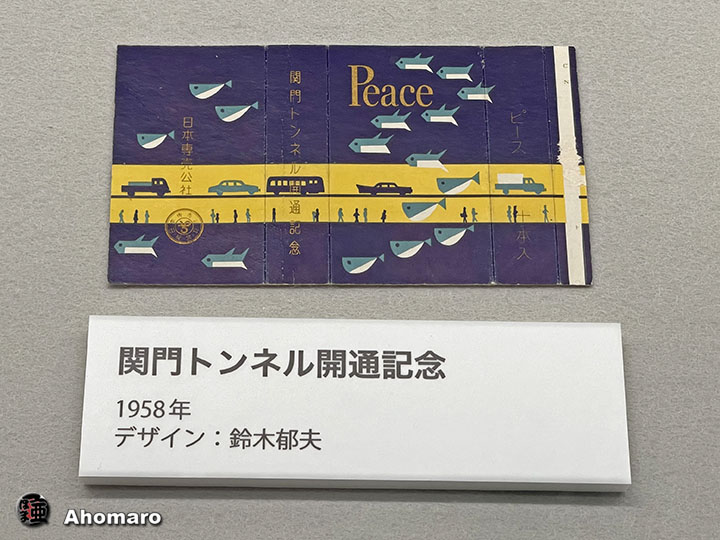 Peace
関門トンネル開通記念
日本専売公社
ピース
十本入
関門トンネル開通記念
1958年
デザイン：鈴木郁夫
Ahomaro